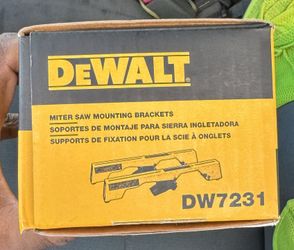 DEWALT
MITER SAW MOUNTING BRACKETS
SOPORTES DE MONTAJE PARA SIERRA INGLETADORA
SUPPORTS DE FIXATION POUR LA SCIE À ONGLETS
DW7231